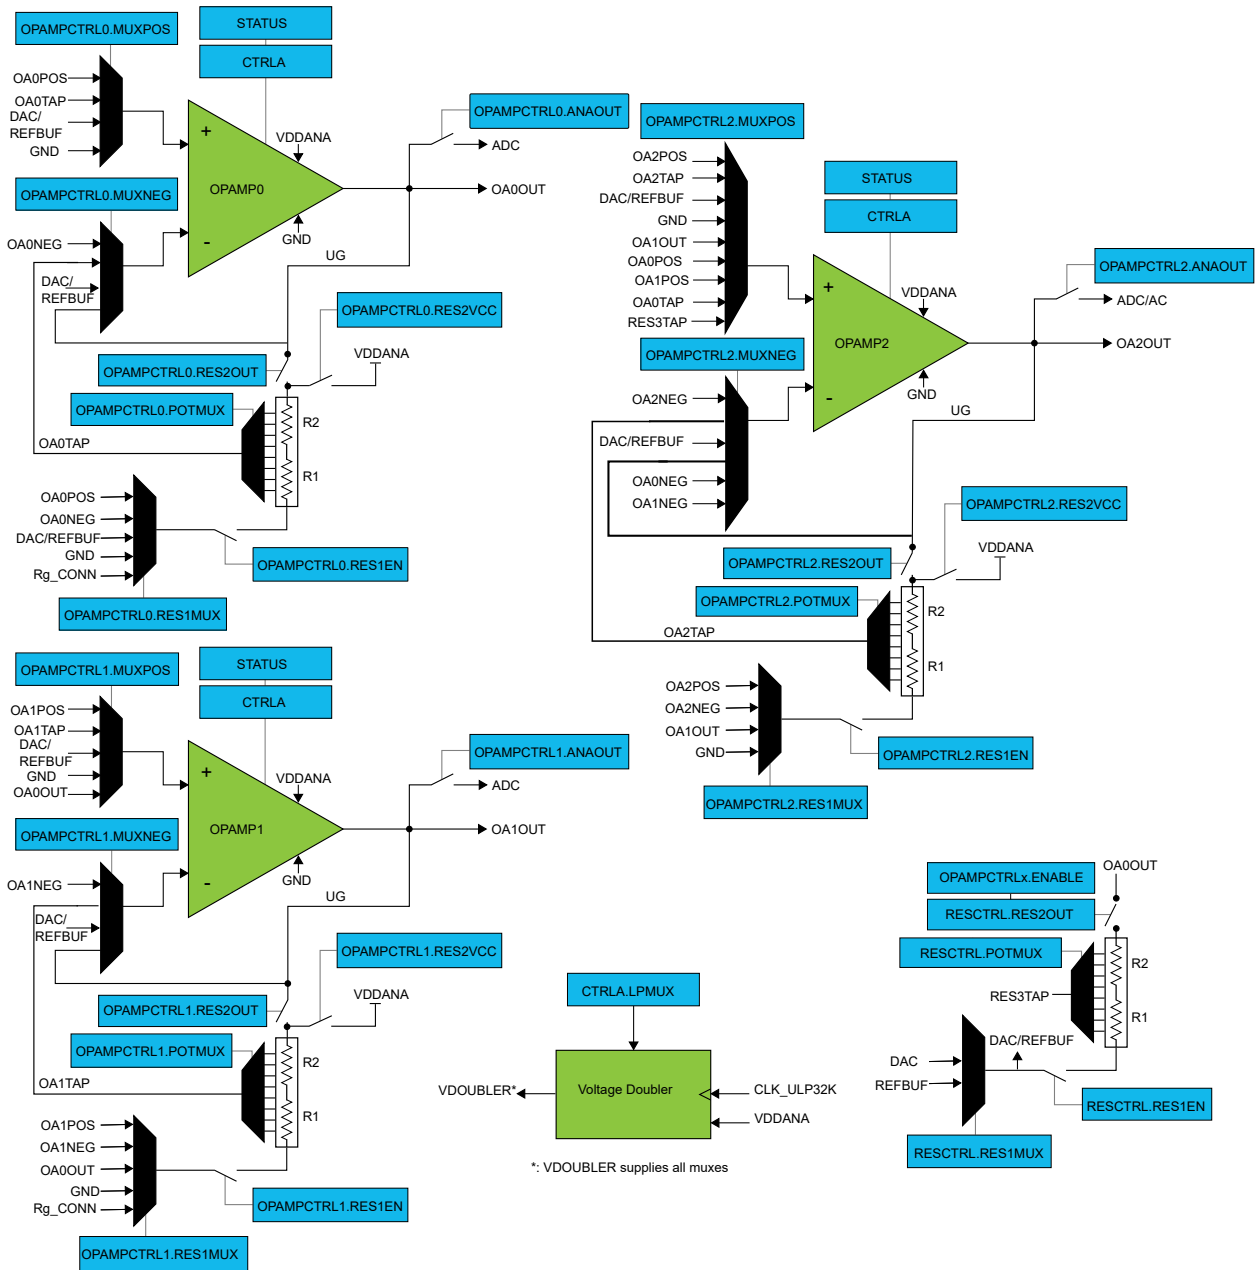 OPAMPCTRL0.MUXPOS
STATUS
CTRLA
OA0POS
OA0TAP
DAC/
REFBUF
GND
+
-
OPAMP0
VDDANA
GND
OPAMPCTRL0.ANAOUT
ADC
OA0OUT
UG
OPAMPCTRL0.MUXNEG
OA0NEG
DAC/
REFBUF
OPAMPCTRL0.RES2VCC
OPAMPCTRL0.RES2OUT
VDDANA
OPAMPCTRL0.POTMUX
R2
R1
OA0TAP
OA0POS
OA0NEG
DAC/REFBUF
GND
Rg_CONN
OPAMPCTRL0.RES1EN
OPAMPCTRL0.RES1MUX
OPAMPCTRL2.MUXPOS
OA2POS
OA2TAP
DAC/REFBUF
GND
OA1OUT
OA0POS
OA1POS
OA0TAP
RES3TAP
STATUS
CTRLA
+
-
OPAMP2
VDDANA
GND
OPAMPCTRL2.ANAOUT
ADC/AC
OA2OUT
UG
OPAMPCTRL2.MUXNEG
OA2NEG
DAC/REFBUF
OA0NEG
OA1NEG
OPAMPCTRL2.RES2VCC
OPAMPCTRL2.RES2OUT
VDDANA
OPAMPCTRL2.POTMUX
R2
R1
OA2TAP
OA2POS
OA2NEG
OA1OUT
GND
OPAMPCTRL2.RES1EN
OPAMPCTRL2.RES1MUX
OPAMPCTRL1.MUXPOS
STATUS
CTRLA
OA1POS
OA1TAP
DAC/
REFBUF
GND
OA0OUT
+
-
OPAMP1
VDDANA
GND
OPAMPCTRL1.ANAOUT
ADC
OA1OUT
UG
OPAMPCTRL1.MUXNEG
OA1NEG
DAC/
REFBUF
OPAMPCTRL1.RES2VCC
OPAMPCTRL1.RES2OUT
VDDANA
OPAMPCTRL1.POTMUX
R2
R1
OA1TAP
OA1POS
OA1NEG
OA0OUT
GND
Rg_CONN
OPAMPCTRL1.RES1EN
OPAMPCTRL1.RES1MUX
CTRLA.LPMUX
Voltage Doubler
VDOUBLER*
CLK_ULP32K
VDDANA
*: VDOUBLER supplies all muxes
OA0OUT
OPAMPCTRLx.ENABLE
RESCTRL.RES2OUT
RESCTRL.POTMUX
R2
R1
RES3TAP
DAC/REFBUF
DAC
REFBUF
RESCTRL.RES1EN
RESCTRL.RES1MUX